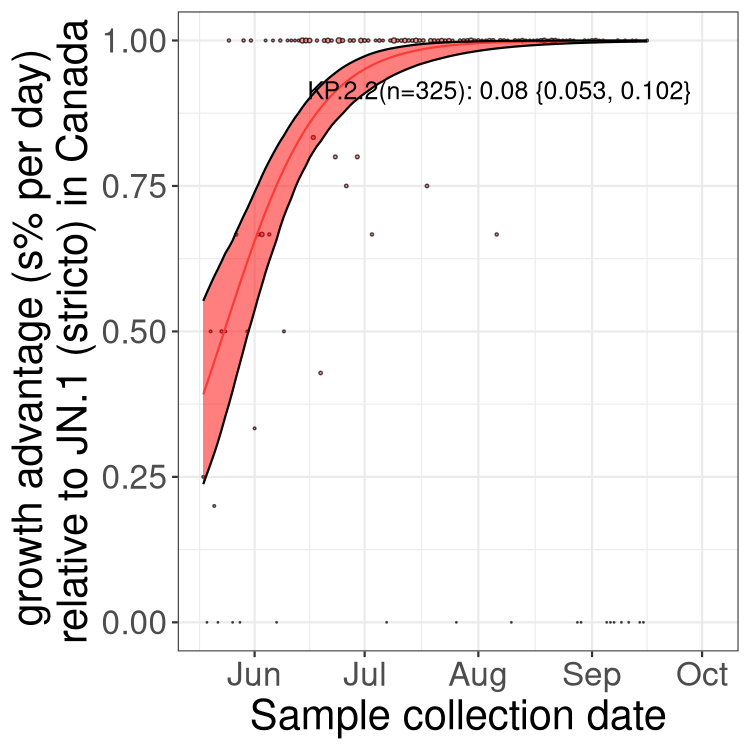 growth advantage (s% per day)
relative to JN.1 (stricto) in Canada
1.00
0.75
0.50
0.25
0.00
KP.2.2(n=325): 0.08 {0.053, 0.102}
Jun Jul Aug Sep Oct
Sample collection date